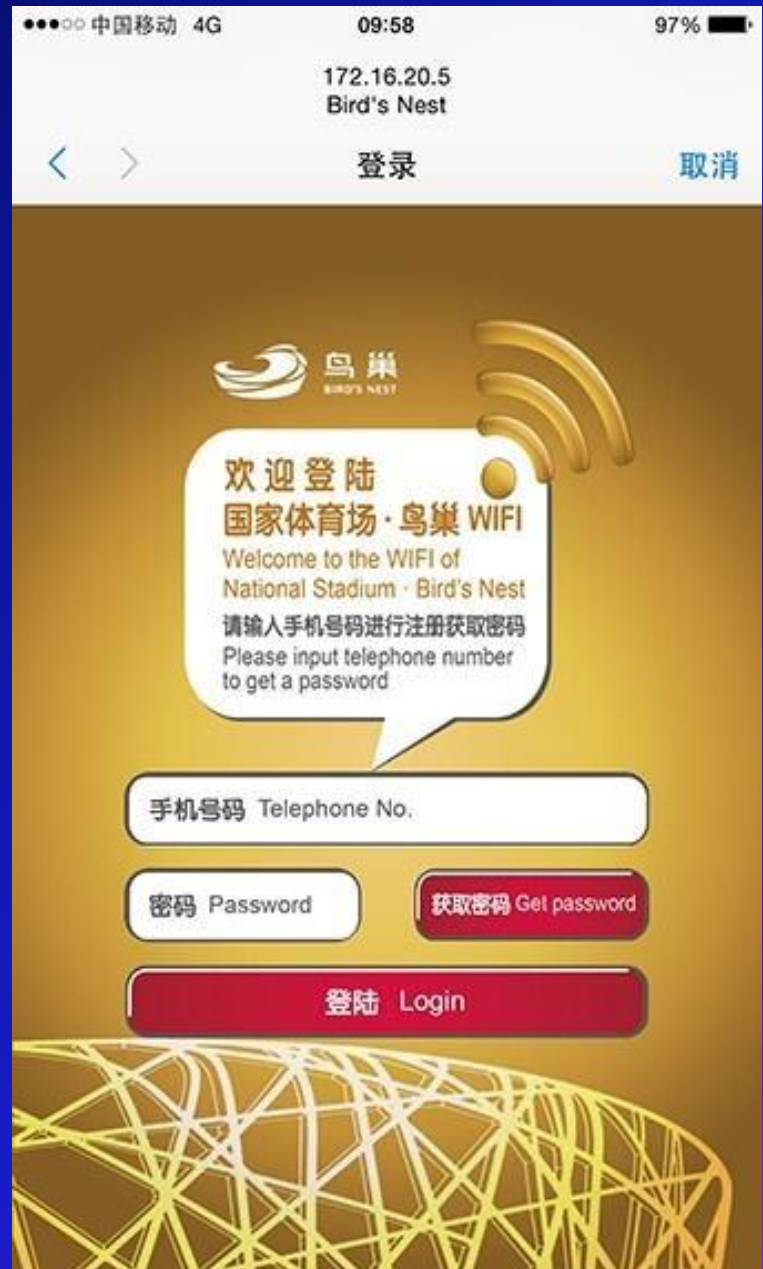 中国移动 4G 09:58 97%
172.16.20.5
Bird's Nest
登录 取消
鸟巢
BIRD'S NEST
欢迎登陆
国家体育场·鸟巢 WIFI
Welcome to the WIFI of
National Stadium · Bird's Nest
请输入手机号码进行注册获取密码
Please input telephone number
to get a password
手机号码 Telephone No.
密码 Password 获取密码 Get password
登陆 Login